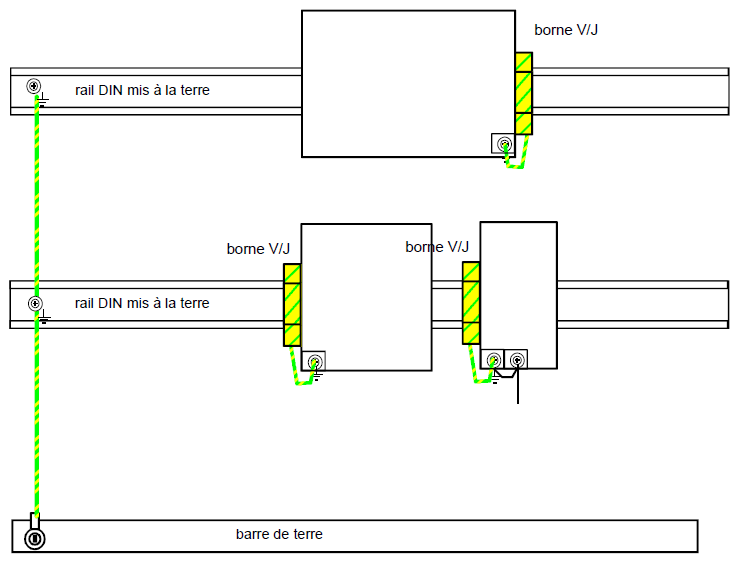 borne V/J
rail DIN mis à la terre
borne V/J
borne V/J
rail DIN mis à la terre
barre de terre